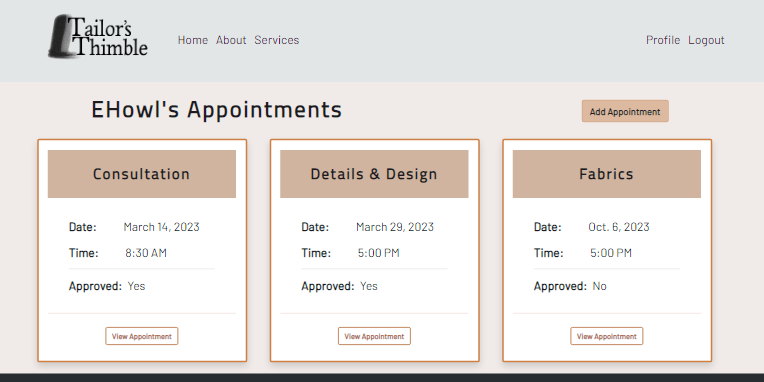 Tailor's
Thimble
Home About Services
Profile Logout
EHowl's Appointments
Add Appointment
Consultation
Date: March 14, 2023
Time: 8:30 AM
Approved: Yes
View Appointment
Details & Design
Date: March 29, 2023
Time: 5:00 PM
Approved: Yes
View Appointment
Fabrics
Date: Oct. 6, 2023
Time: 5:00 PM
Approved: No
View Appointment